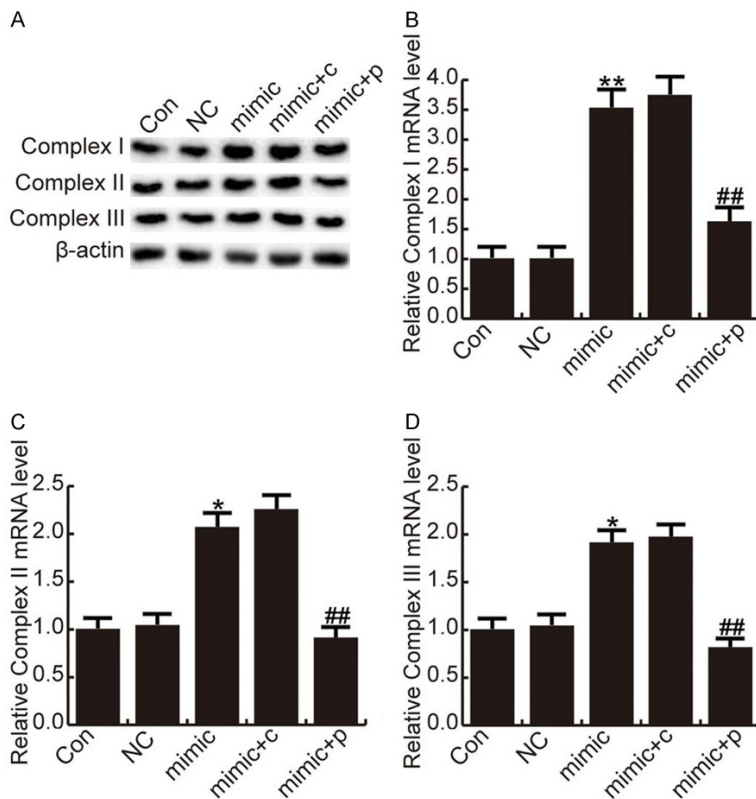 A
Con NC mimic mimic+c mimic+p
Complex I
Complex II
Complex III
β-actin
B
Relative Complex I mRNA level
4.0
3.5
3.0
2.5
2.0
1.5
1.0
0.5
0.0
**
##
Con NC mimic mimic+c mimic+p
C
Relative Complex II mRNA level
2.5
2.0
1.5
1.0
0.5
0.0
*
##
Con NC mimic mimic+c mimic+p
D
Relative Complex III mRNA level
2.5
2.0
1.5
1.0
0.5
0.0
*
##
Con NC mimic mimic+c mimic+p